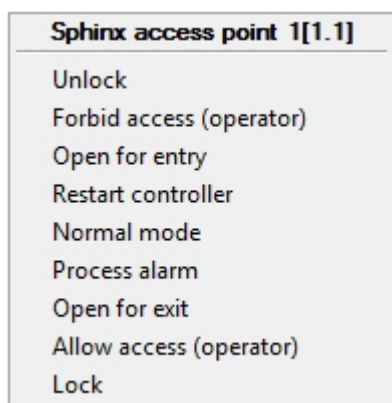 Sphinx access point 1[1.1]
Unlock
Forbid access (operator)
Open for entry
Restart controller
Normal mode
Process alarm
Open for exit
Allow access (operator)
Lock